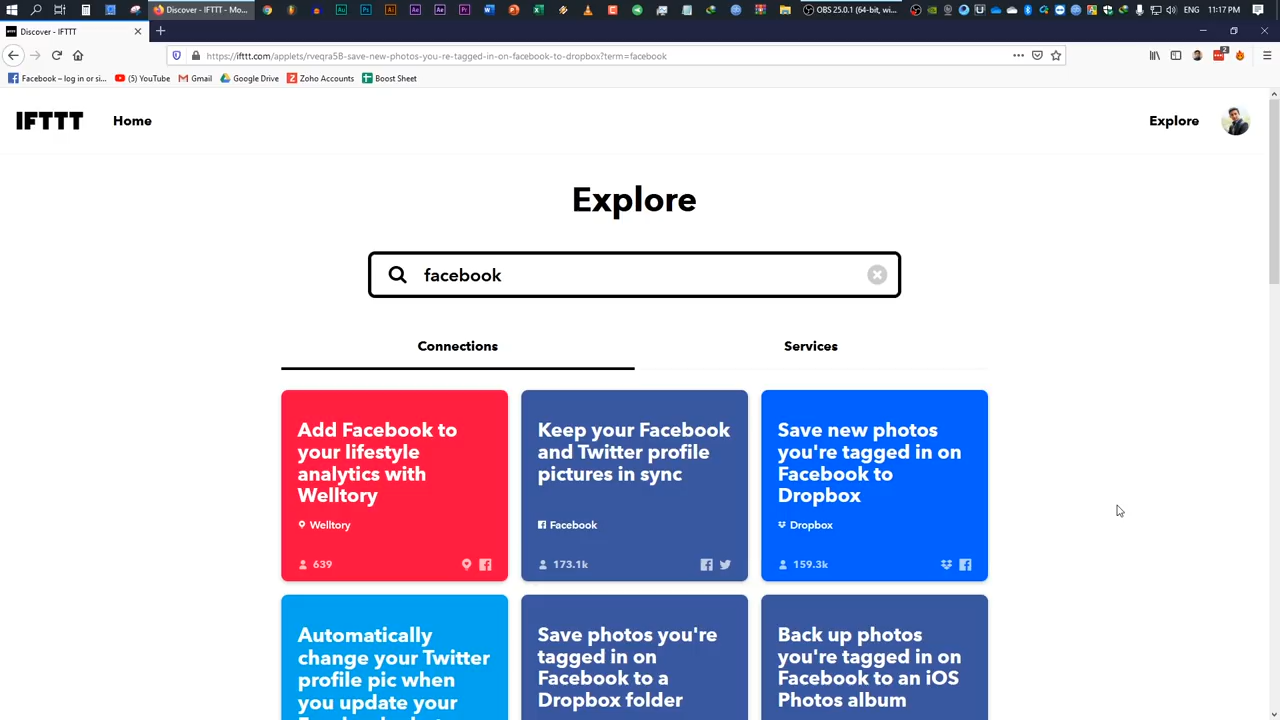 Discover - IFTTT - Mo...
OBS 25.0.1 (64-bit, wi...
ENG
11:17 PM
Discover - IFTTT
https://ifttt.com/applets/rveqra5B-save-new-photos-you-re-tagged-in-on-facebook-to-dropbox?term=facebook
Facebook – log in or si...
(5) YouTube
Gmail
Google Drive
Zoho Accounts
Boost Sheet
IFTTT
Home
Explore
Explore
facebook
Connections
Services
Add Facebook to
your lifestyle
analytics with
Welltory
Welltory
639
Keep your Facebook
and Twitter profile
pictures in sync
Facebook
173.1k
Save new photos
you're tagged in on
Facebook to
Dropbox
Dropbox
159.3k
Automatically
change your Twitter
profile pic when
you update your
Save photos you're
tagged in on
Facebook to a
Dropbox folder
Back up photos
you're tagged in on
Facebook to an iOS
Photos album